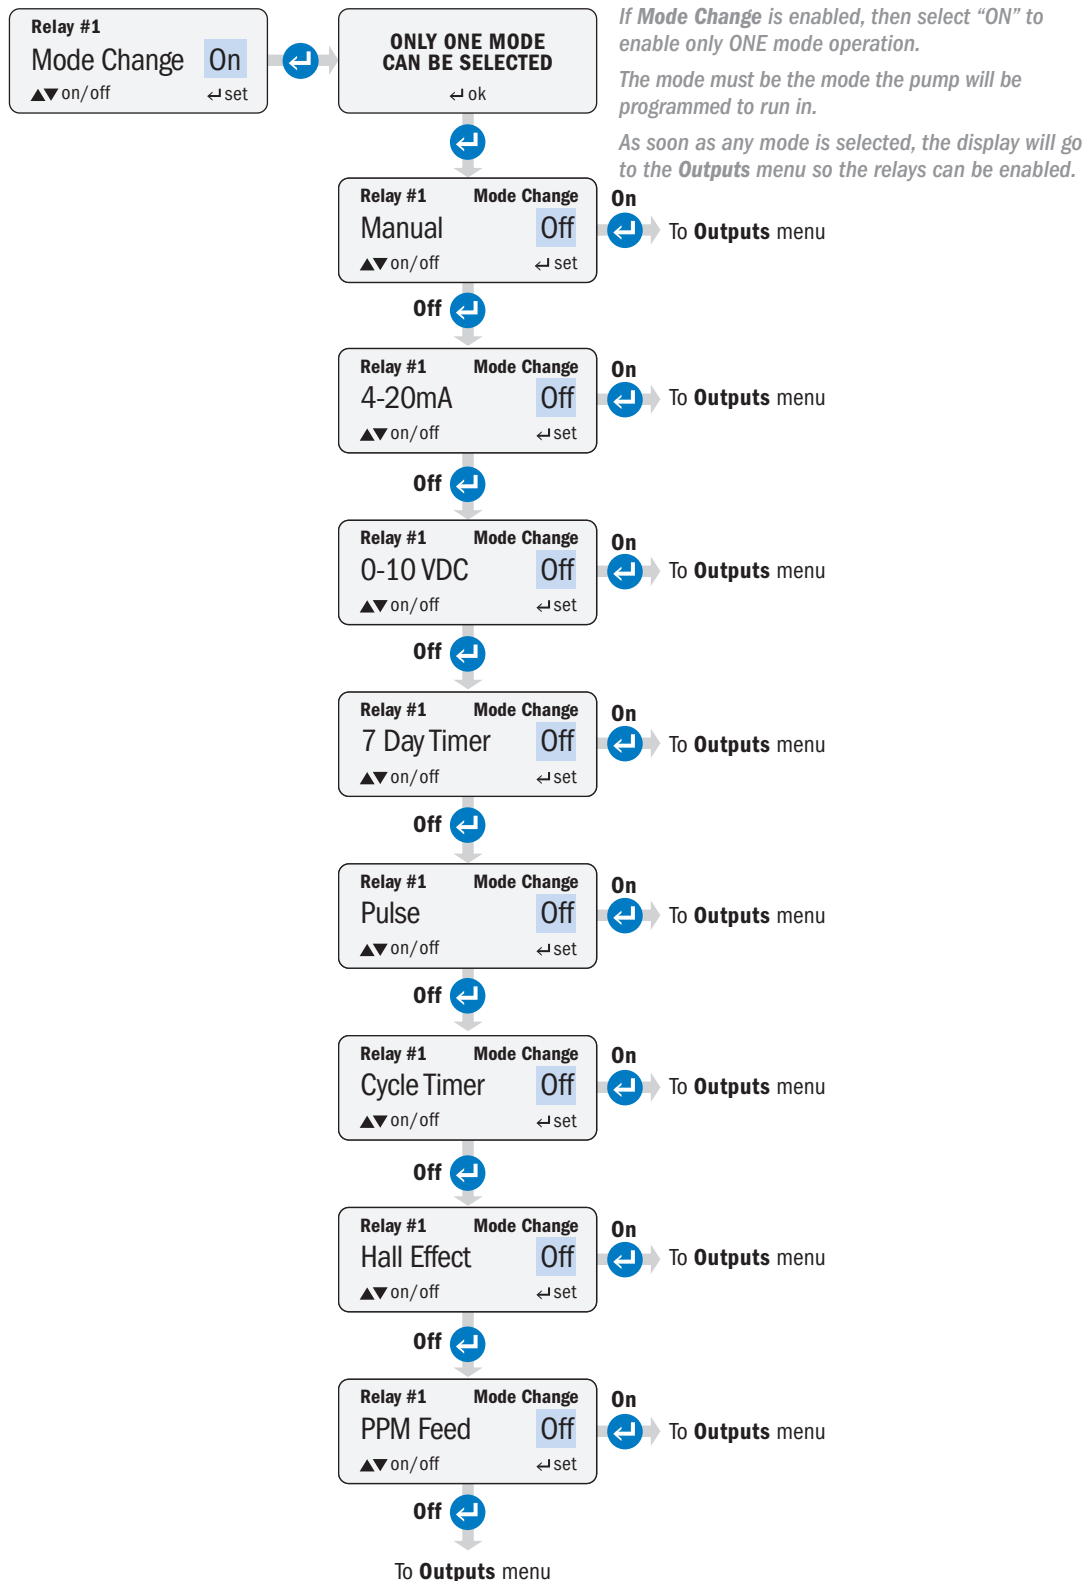 Relay #1
Mode Change On
▲▼ on/off ↵ set
ONLY ONE MODE
CAN BE SELECTED
↵ ok
If Mode Change is enabled, then select “ON” to
enable only ONE mode operation.
The mode must be the mode the pump will be
programmed to run in.
As soon as any mode is selected, the display will go
to the Outputs menu so the relays can be enabled.
Relay #1 Mode Change
Manual Off
▲▼ on/off ↵ set
On
To Outputs menu
Off
Relay #1 Mode Change
4-20mA Off
▲▼ on/off ↵ set
On
To Outputs menu
Off
Relay #1 Mode Change
0-10 VDC Off
▲▼ on/off ↵ set
On
To Outputs menu
Off
Relay #1 Mode Change
7 Day Timer Off
▲▼ on/off ↵ set
On
To Outputs menu
Off
Relay #1 Mode Change
Pulse Off
▲▼ on/off ↵ set
On
To Outputs menu
Off
Relay #1 Mode Change
Cycle Timer Off
▲▼ on/off ↵ set
On
To Outputs menu
Off
Relay #1 Mode Change
Hall Effect Off
▲▼ on/off ↵ set
On
To Outputs menu
Off
Relay #1 Mode Change
PPM Feed Off
▲▼ on/off ↵ set
On
To Outputs menu
Off
To Outputs menu